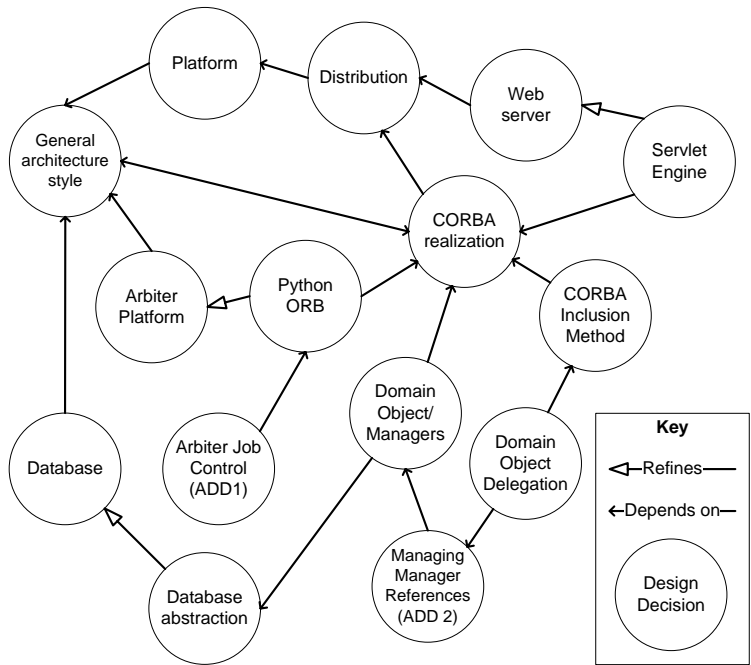 Platform
Distribution
Web
server
General
architecture
style
Servlet
Engine
CORBA
realization
Arbiter
Platform
Python
ORB
CORBA
Inclusion
Method
Domain
Object/
Managers
Database
Arbiter Job
Control
(ADD1)
Domain
Object
Delegation
Managing
Manager
References
(ADD 2)
Database
abstraction
Key
Refines
Depends on
Design
Decision